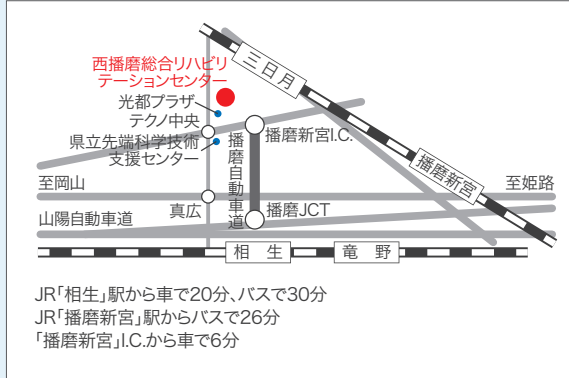 三日月
西播磨総合リハビリ
テーションセンター
光都プラザ
テクノ中央
県立先端科学技術
支援センター
播磨自動車道
播磨新宮I.C.
播磨新宮
至岡山
至姫路
真広
播磨JCT
山陽自動車道
相 生
竜 野
JR「相生」駅から車で20分、バスで30分
JR「播磨新宮」駅からバスで26分
「播磨新宮」I.C.から車で6分